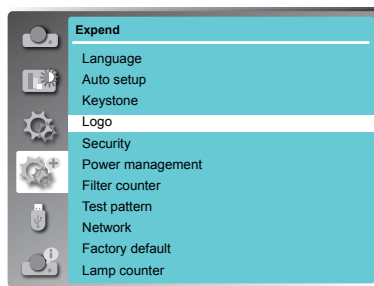 Expend
Language
Auto setup
Keystone
Logo
Security
Power management
Filter counter
Test pattern
Network
Factory default
Lamp counter